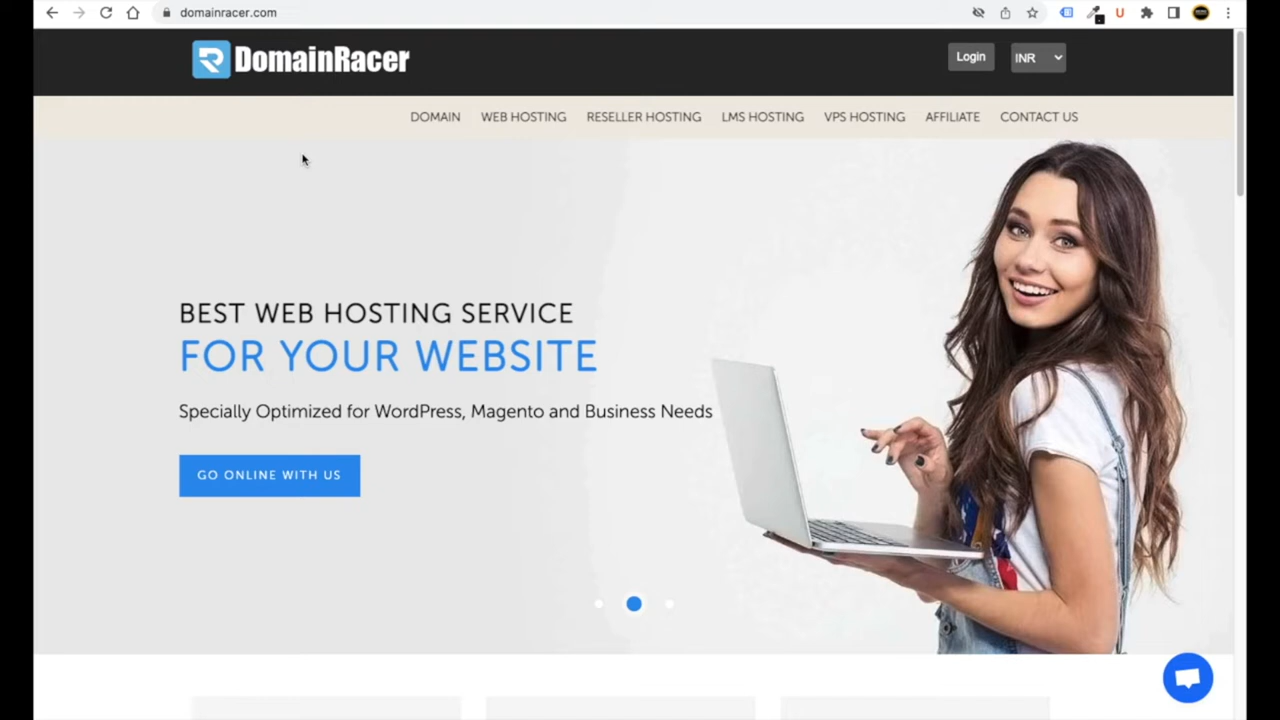 domainracer.com
U
DomainRacer
Login
INR
DOMAIN WEB HOSTING RESELLER HOSTING LMS HOSTING VPS HOSTING AFFILIATE CONTACT US
BEST WEB HOSTING SERVICE
FOR YOUR WEBSITE
Specially Optimized for WordPress, Magento and Business Needs
GO ONLINE WITH US